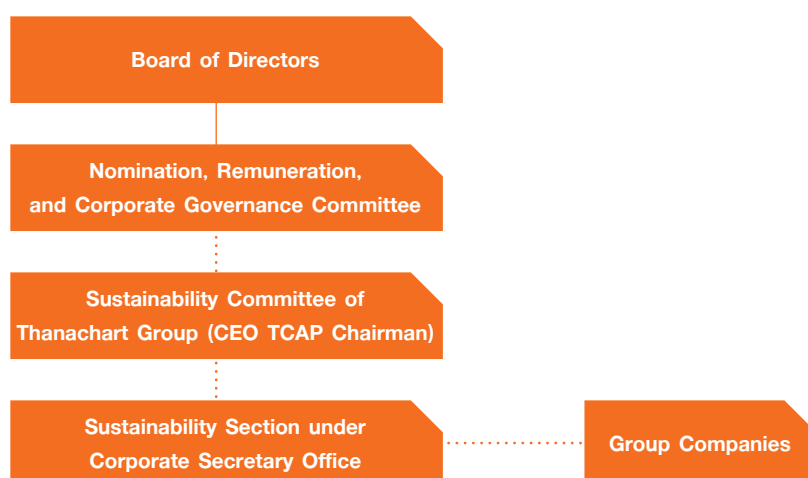 Board of Directors
Nomination, Remuneration,
and Corporate Governance Committee
Sustainability Committee of
Thanachart Group (CEO TCAP Chairman)
Sustainability Section under
Corporate Secretary Office
Group Companies